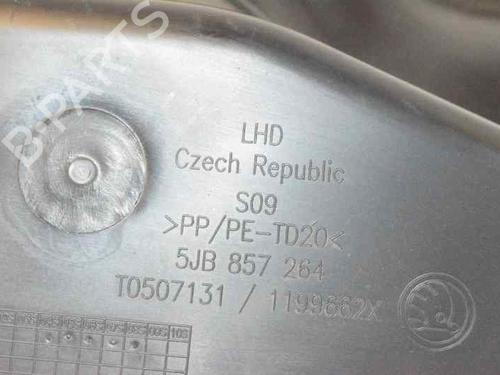 B-PARTS
LHD
Czech Republic
S09
>PP/PE-TD20<
5JB 857 264
T0507131 / 1199662X